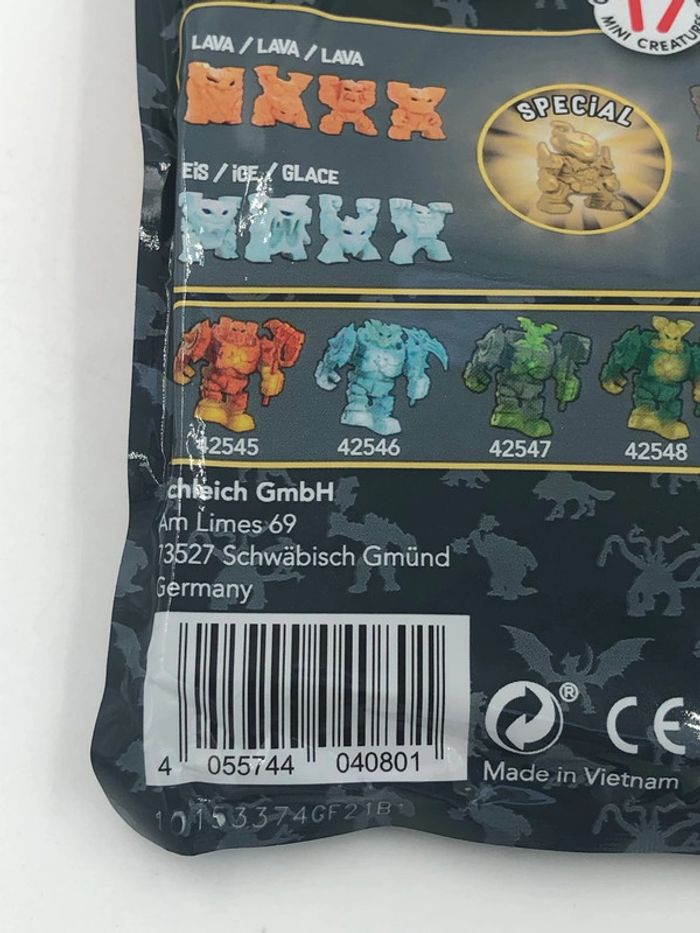 17
MINI CREATURES
LAVA / LAVA / LAVA
SPECiAL
EiS / iCE / GLACE
42545 42546 42547 42548
chleich GmbH
Am Limes 69
73527 Schwäbisch Gmünd
Germany
4 055744 040801
® CE
Made in Vietnam
10153374GF21B